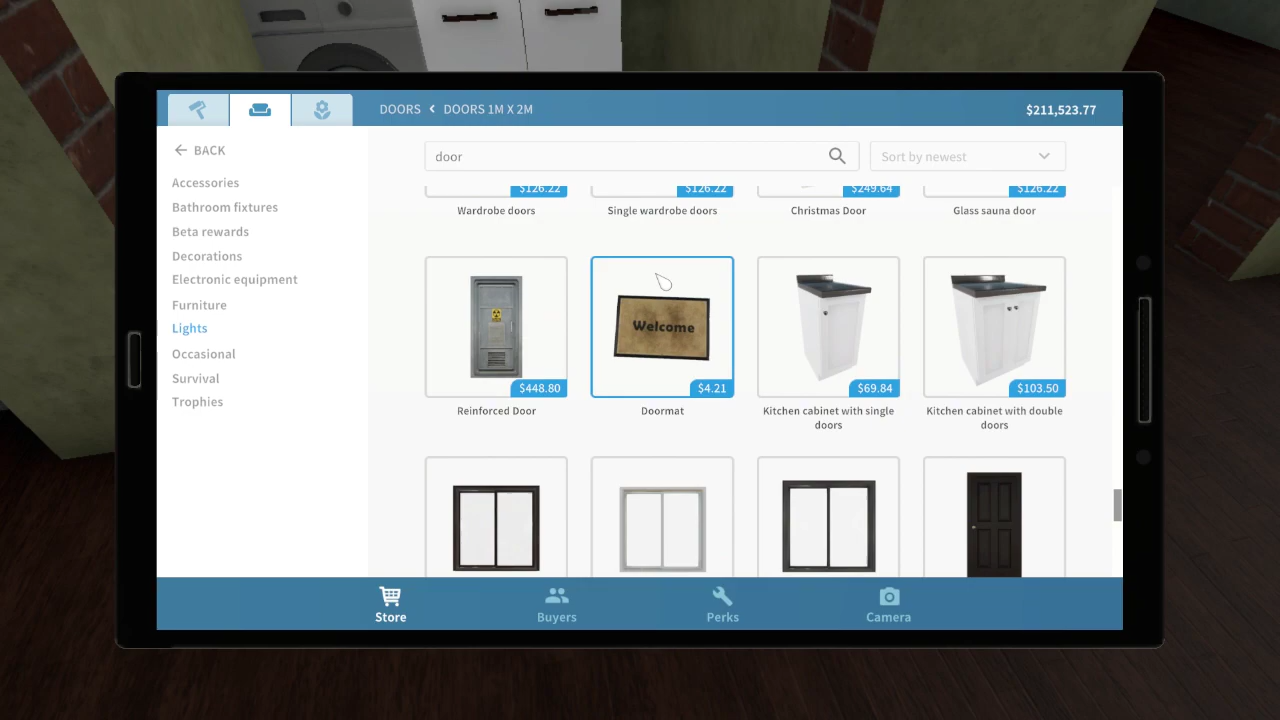 DOORS < DOORS 1M X 2M
$211,523.77
BACK
door
Sort by newest
Accessories
Bathroom fixtures
Beta rewards
Decorations
Electronic equipment
Furniture
Lights
Occasional
Survival
Trophies
$126.22
$126.22
$249.64
$126.22
Wardrobe doors
Single wardrobe doors
Christmas Door
Glass sauna door
Welcome
$448.80
$4.21
$69.84
$103.50
Reinforced Door
Doormat
Kitchen cabinet with single
doors
Kitchen cabinet with double
doors
Store
Buyers
Perks
Camera